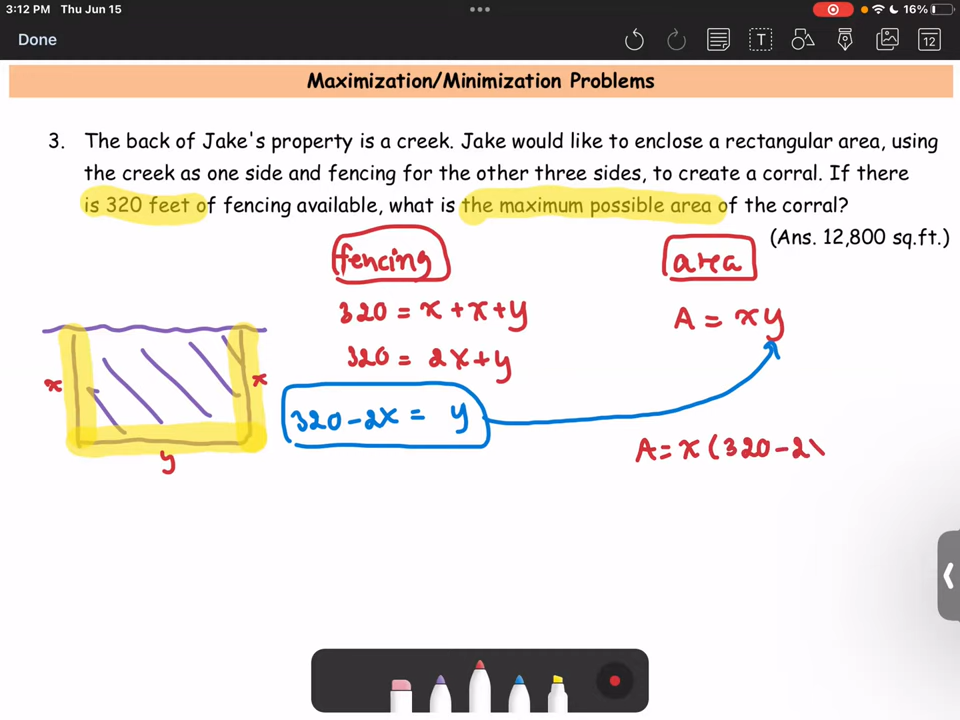 3:12 PM Thu Jun 15
16%
Done
T
12
Maximization/Minimization Problems
3. The back of Jake's property is a creek. Jake would like to enclose a rectangular area, using
the creek as one side and fencing for the other three sides, to create a corral. If there
is 320 feet of fencing available, what is the maximum possible area of the corral?
(Ans. 12,800 sq.ft.)
fencing
area
320 = x + x + y
A = xy
320 = 2x + y
x
x
320 - 2x = y
A = x (320 - 2
y